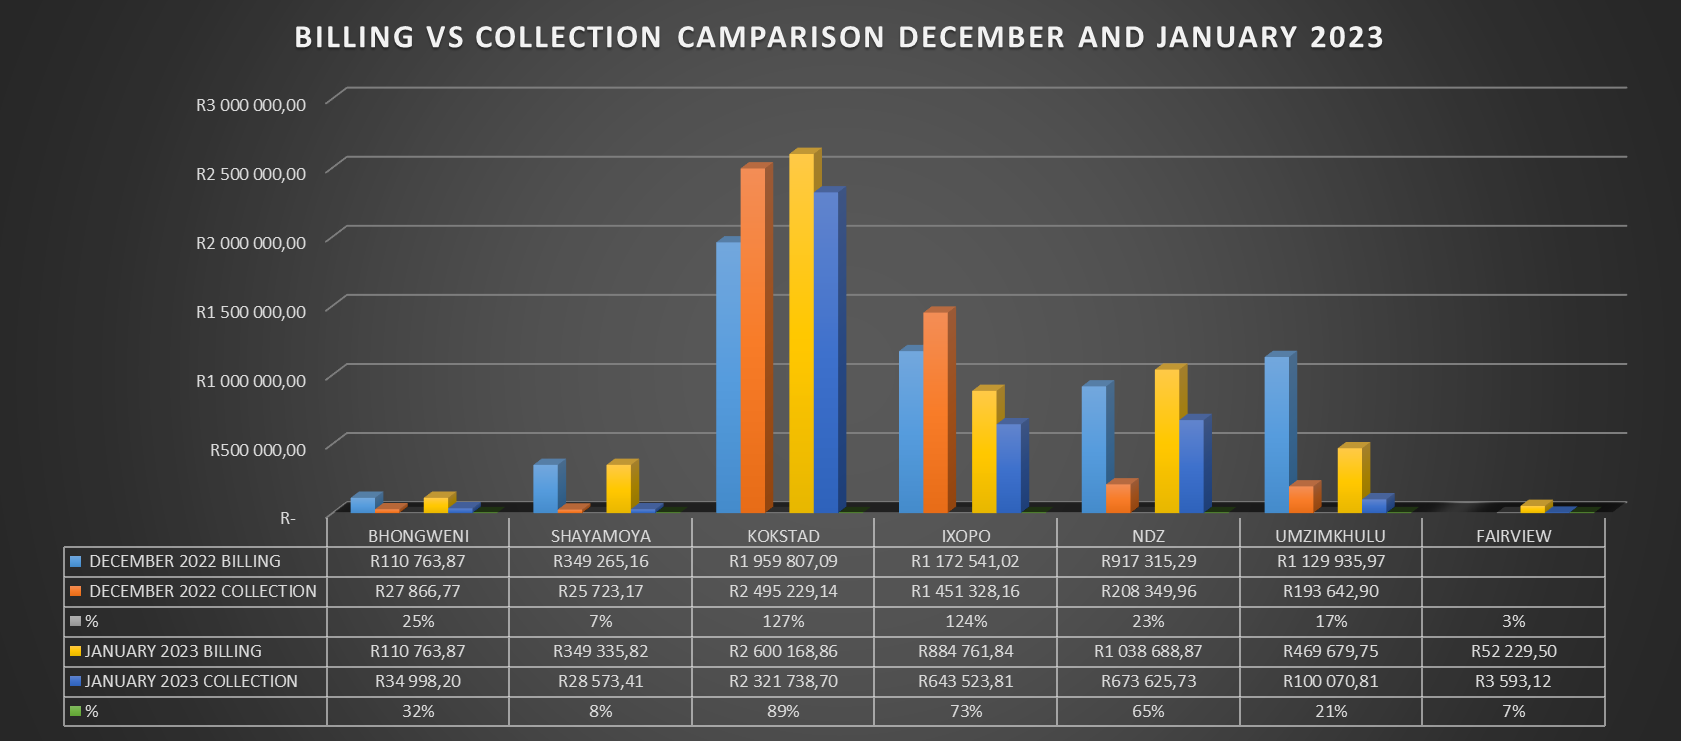 BILLING VS COLLECTION CAMPARISON DECEMBER AND JANUARY 2023
R3 000 000,00
R2 500 000,00
R2 000 000,00
R1 500 000,00
R1 000 000,00
R500 000,00
R-
BHONGWENI SHAYAMOYA KOKSTAD IXOPO NDZ UMZIMKHULU FAIRVIEW
DECEMBER 2022 BILLING R110 763,87 R349 265,16 R1 959 807,09 R1 172 541,02 R917 315,29 R1 129 935,97
DECEMBER 2022 COLLECTION R27 866,77 R25 723,17 R2 495 229,14 R1 451 328,16 R208 349,96 R193 642,90
% 25% 7% 127% 124% 23% 17% 3%
JANUARY 2023 BILLING R110 763,87 R349 335,82 R2 600 168,86 R884 761,84 R1 038 688,87 R469 679,75 R52 229,50
JANUARY 2023 COLLECTION R34 998,20 R28 573,41 R2 321 738,70 R643 523,81 R673 625,73 R100 070,81 R3 593,12
% 32% 8% 89% 73% 65% 21% 7%